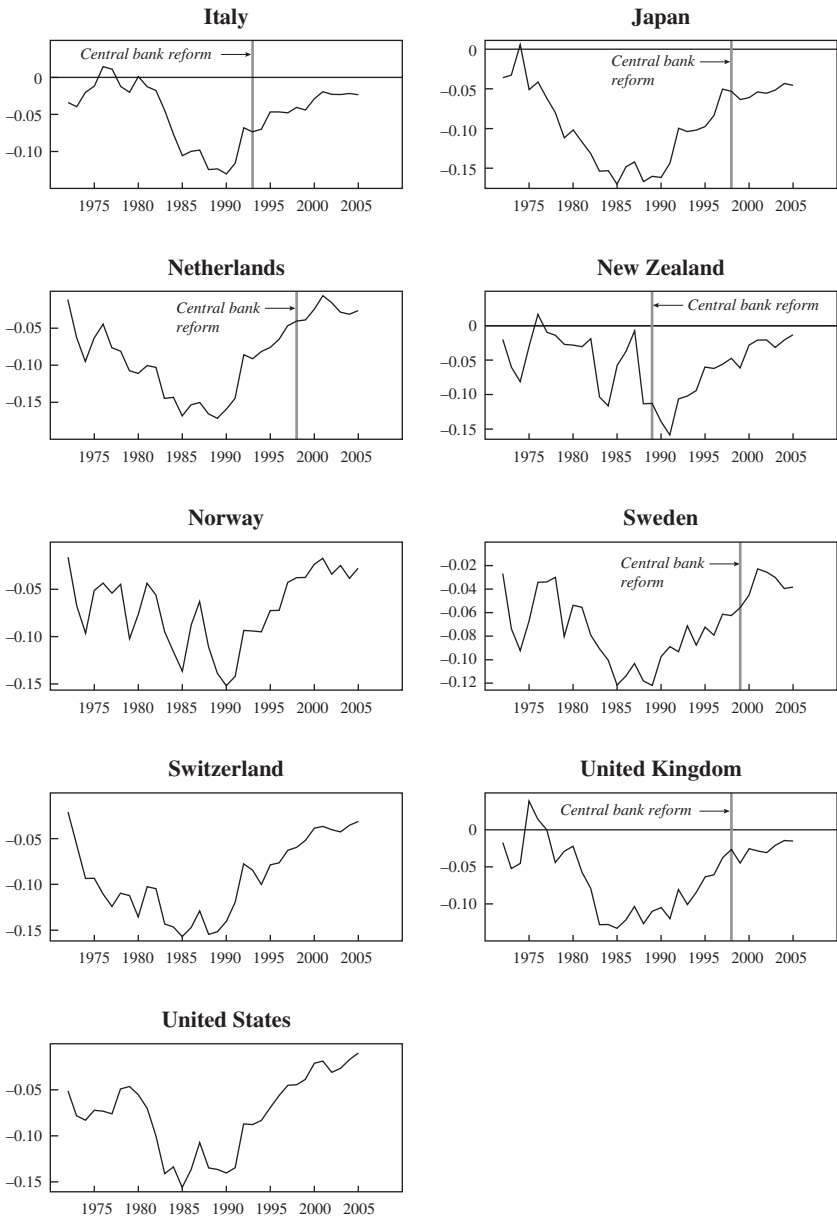 Italy
Central bank reform
0
–0.05
–0.10
1975 1980 1985 1990 1995 2000 2005
Japan
Central bank
reform
0
–0.05
–0.10
–0.15
1975 1980 1985 1990 1995 2000 2005
Netherlands
Central bank
reform
–0.05
–0.10
–0.15
1975 1980 1985 1990 1995 2000 2005
New Zealand
Central bank reform
0
–0.05
–0.10
–0.15
1975 1980 1985 1990 1995 2000 2005
Norway
–0.05
–0.10
–0.15
1975 1980 1985 1990 1995 2000 2005
Sweden
Central bank
reform
–0.02
–0.04
–0.06
–0.08
–0.10
–0.12
1975 1980 1985 1990 1995 2000 2005
Switzerland
–0.05
–0.10
–0.15
1975 1980 1985 1990 1995 2000 2005
United Kingdom
Central bank reform
0
–0.05
–0.10
1975 1980 1985 1990 1995 2000 2005
United States
–0.05
–0.10
–0.15
1975 1980 1985 1990 1995 2000 2005